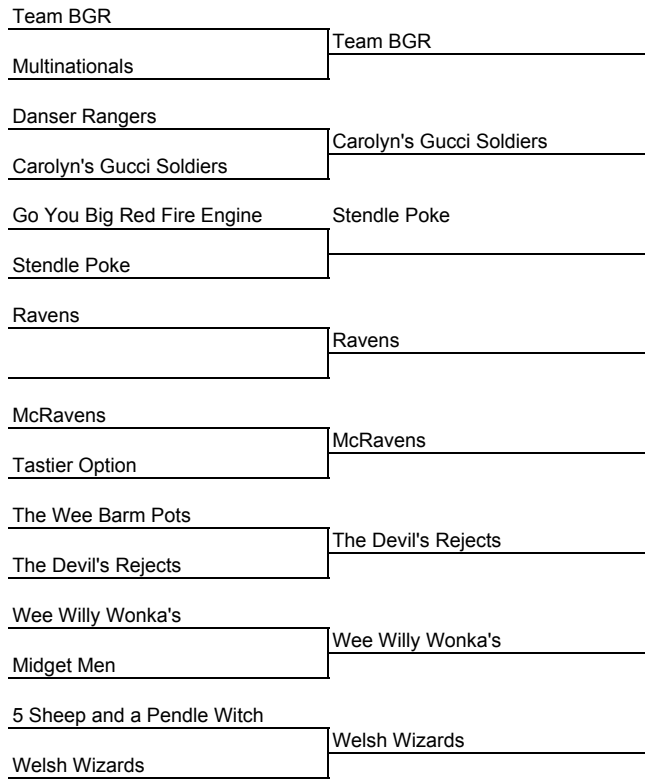 Team BGR
Team BGR
Multinationals
Danser Rangers
Carolyn's Gucci Soldiers
Carolyn's Gucci Soldiers
Go You Big Red Fire Engine
Stendle Poke
Stendle Poke
Ravens
Ravens
McRavens
McRavens
Tastier Option
The Wee Barm Pots
The Devil's Rejects
The Devil's Rejects
Wee Willy Wonka's
Wee Willy Wonka's
Midget Men
5 Sheep and a Pendle Witch
Welsh Wizards
Welsh Wizards